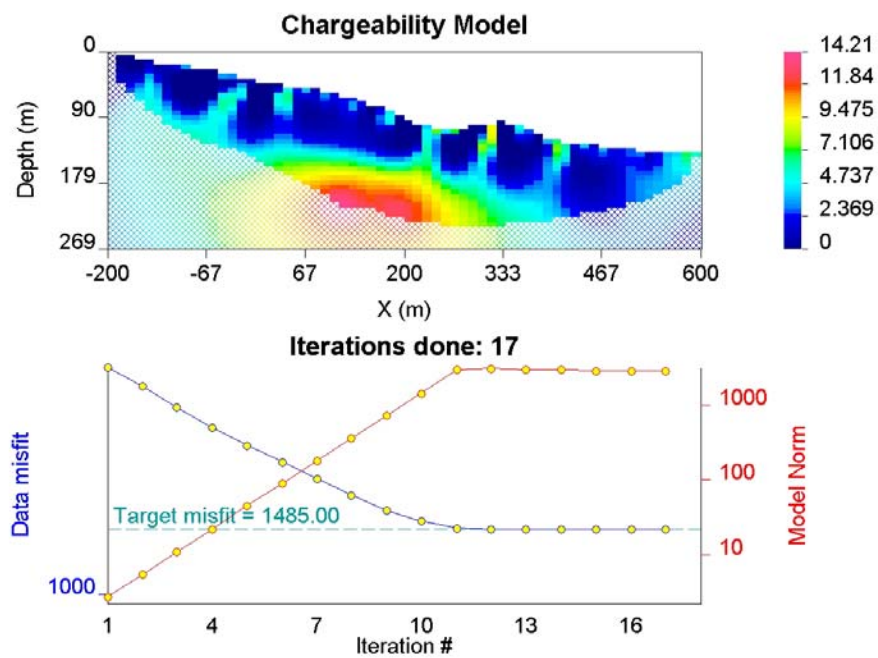 Chargeability Model
0
90
179
269
Depth (m)
-200 -67 67 200 333 467 600
X (m)
14.21
11.84
9.475
7.106
4.737
2.369
0
Iterations done: 17
Data misfit
1000
Target misfit = 1485.00
1000
100
10
Model Norm
1 4 7 10 13 16
Iteration #